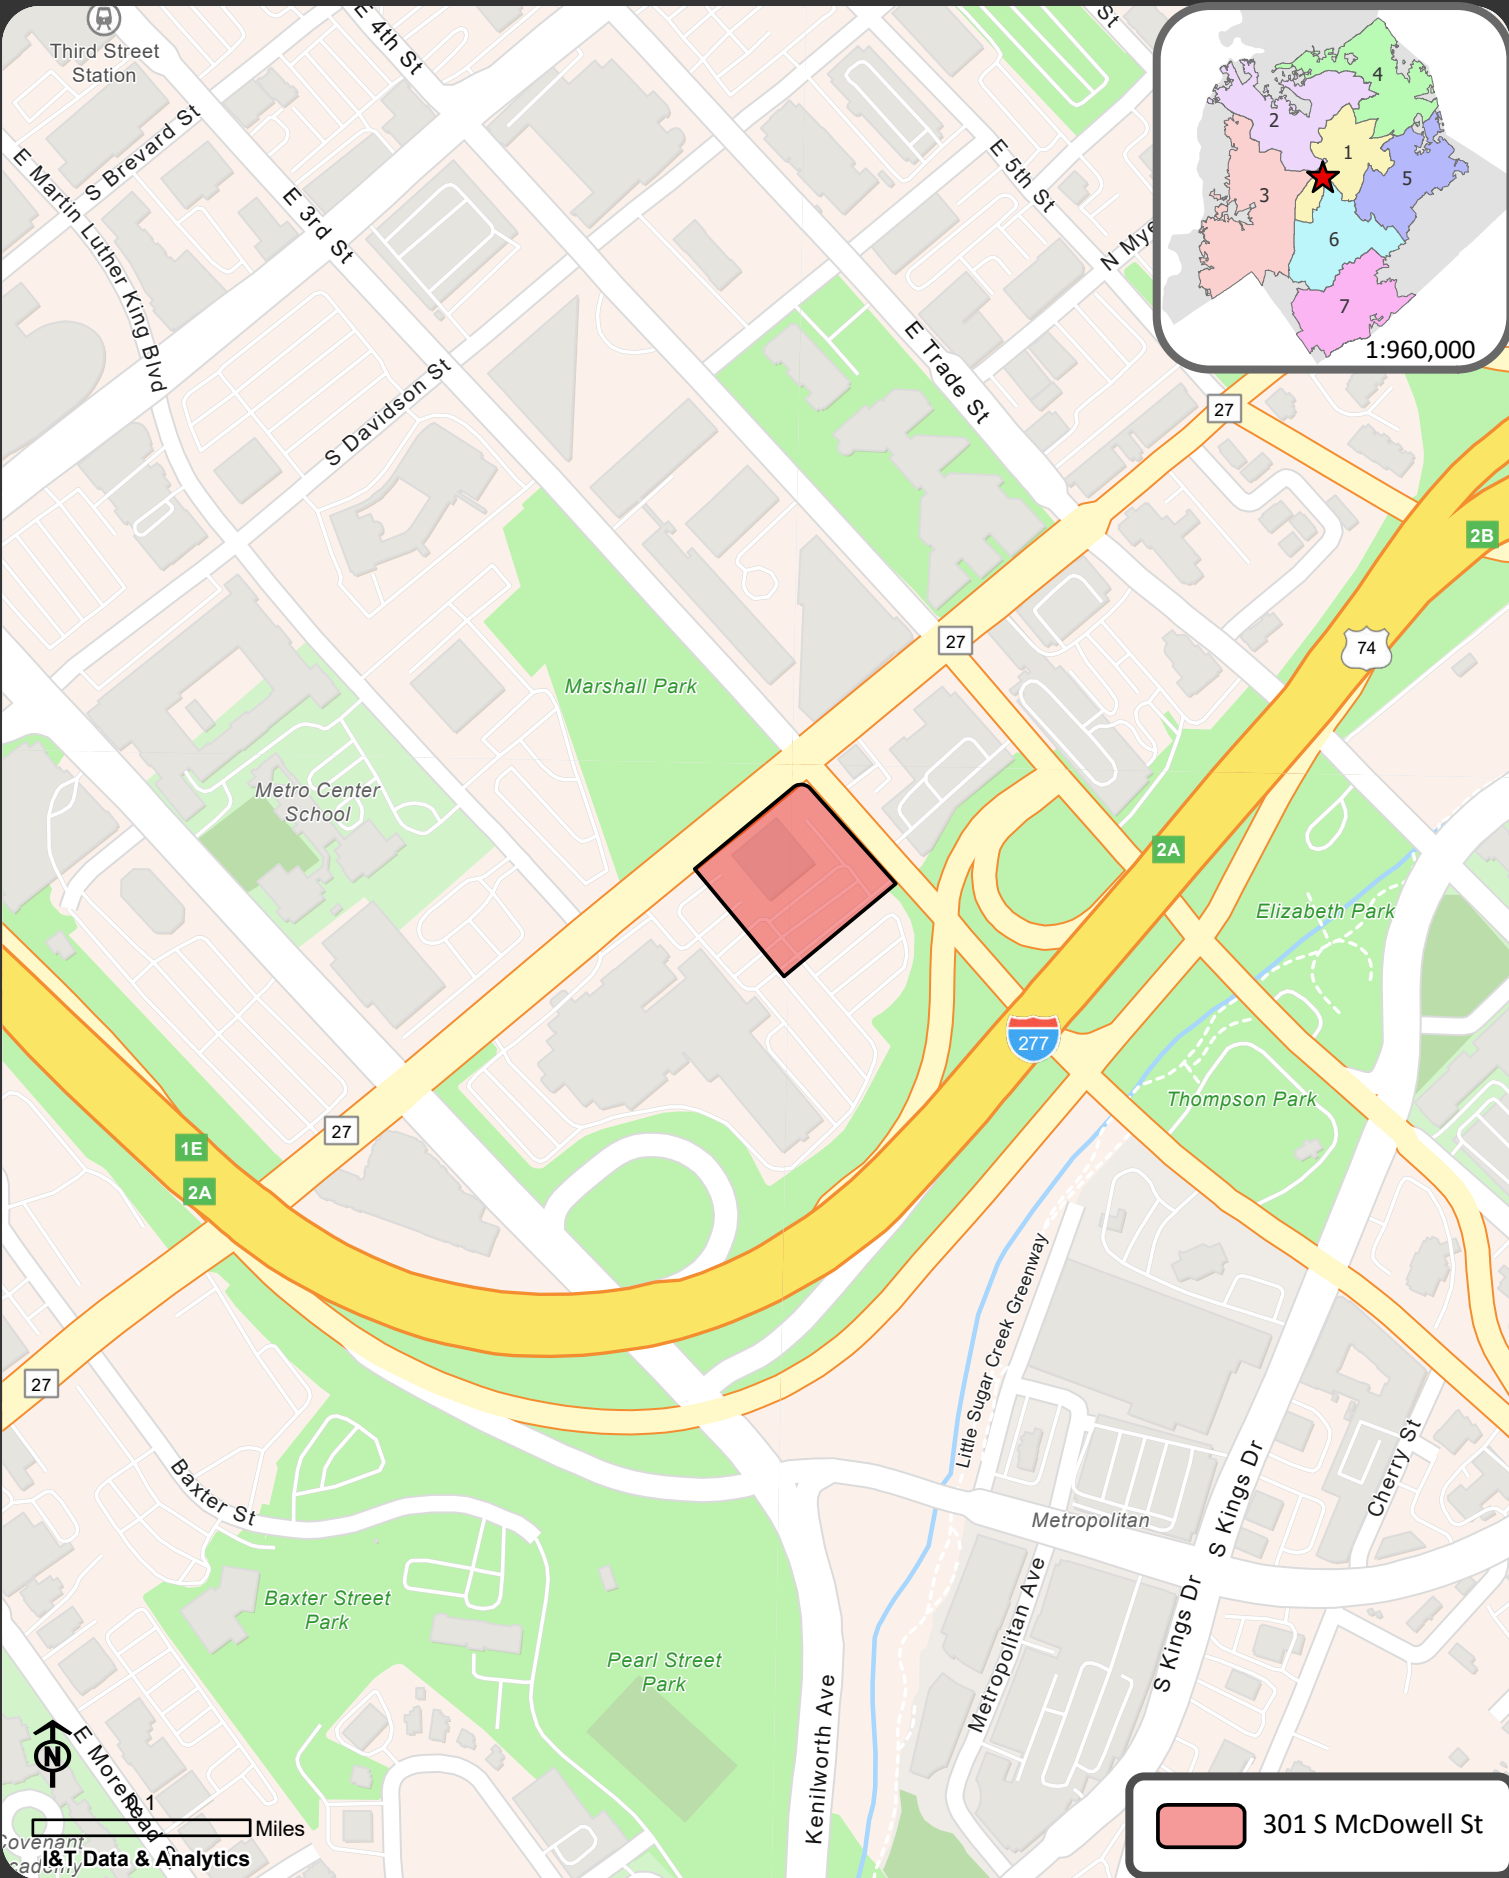 Third Street
Station
E 4th St
St
S Brevard St
E Martin Luther King Blvd
E 3rd St
E 5th St
4
2
1
5
3
6
7
1:960,000
E Trade St
27
S Davidson St
2B
27
74
Marshall Park
Metro Center
School
2A
Elizabeth Park
277
Thompson Park
27
1E
2A
Little Sugar Creek Greenway
27
Baxter St
S Kings Dr
Cherry St
Metropolitan
Metropolitan Ave
S Kings Dr
Baxter Street
Park
Pearl Street
Park
Kenilworth Ave
N
Miles
I&T Data & Analytics
301 S McDowell St